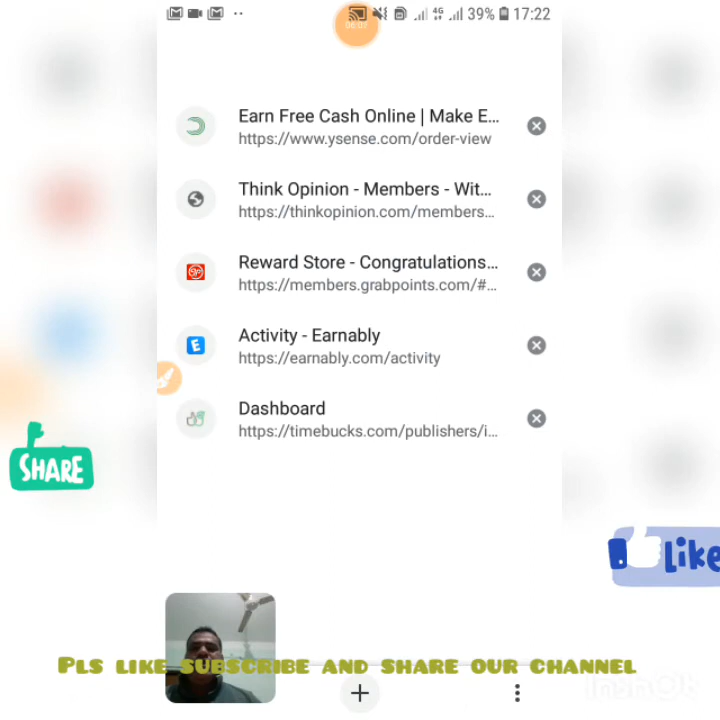 39% 17:22
Earn Free Cash Online | Make E...
https://www.ysense.com/order-view
Think Opinion - Members - Wit...
https://thinkopinion.com/members...
Reward Store - Congratulations...
https://members.grabpoints.com/#...
Activity - Earnably
https://earnably.com/activity
Dashboard
https://timebucks.com/publishers/i...
SHARE
Like
PLS LIKE SUBSCRIBE AND SHARE OUR CHANNEL